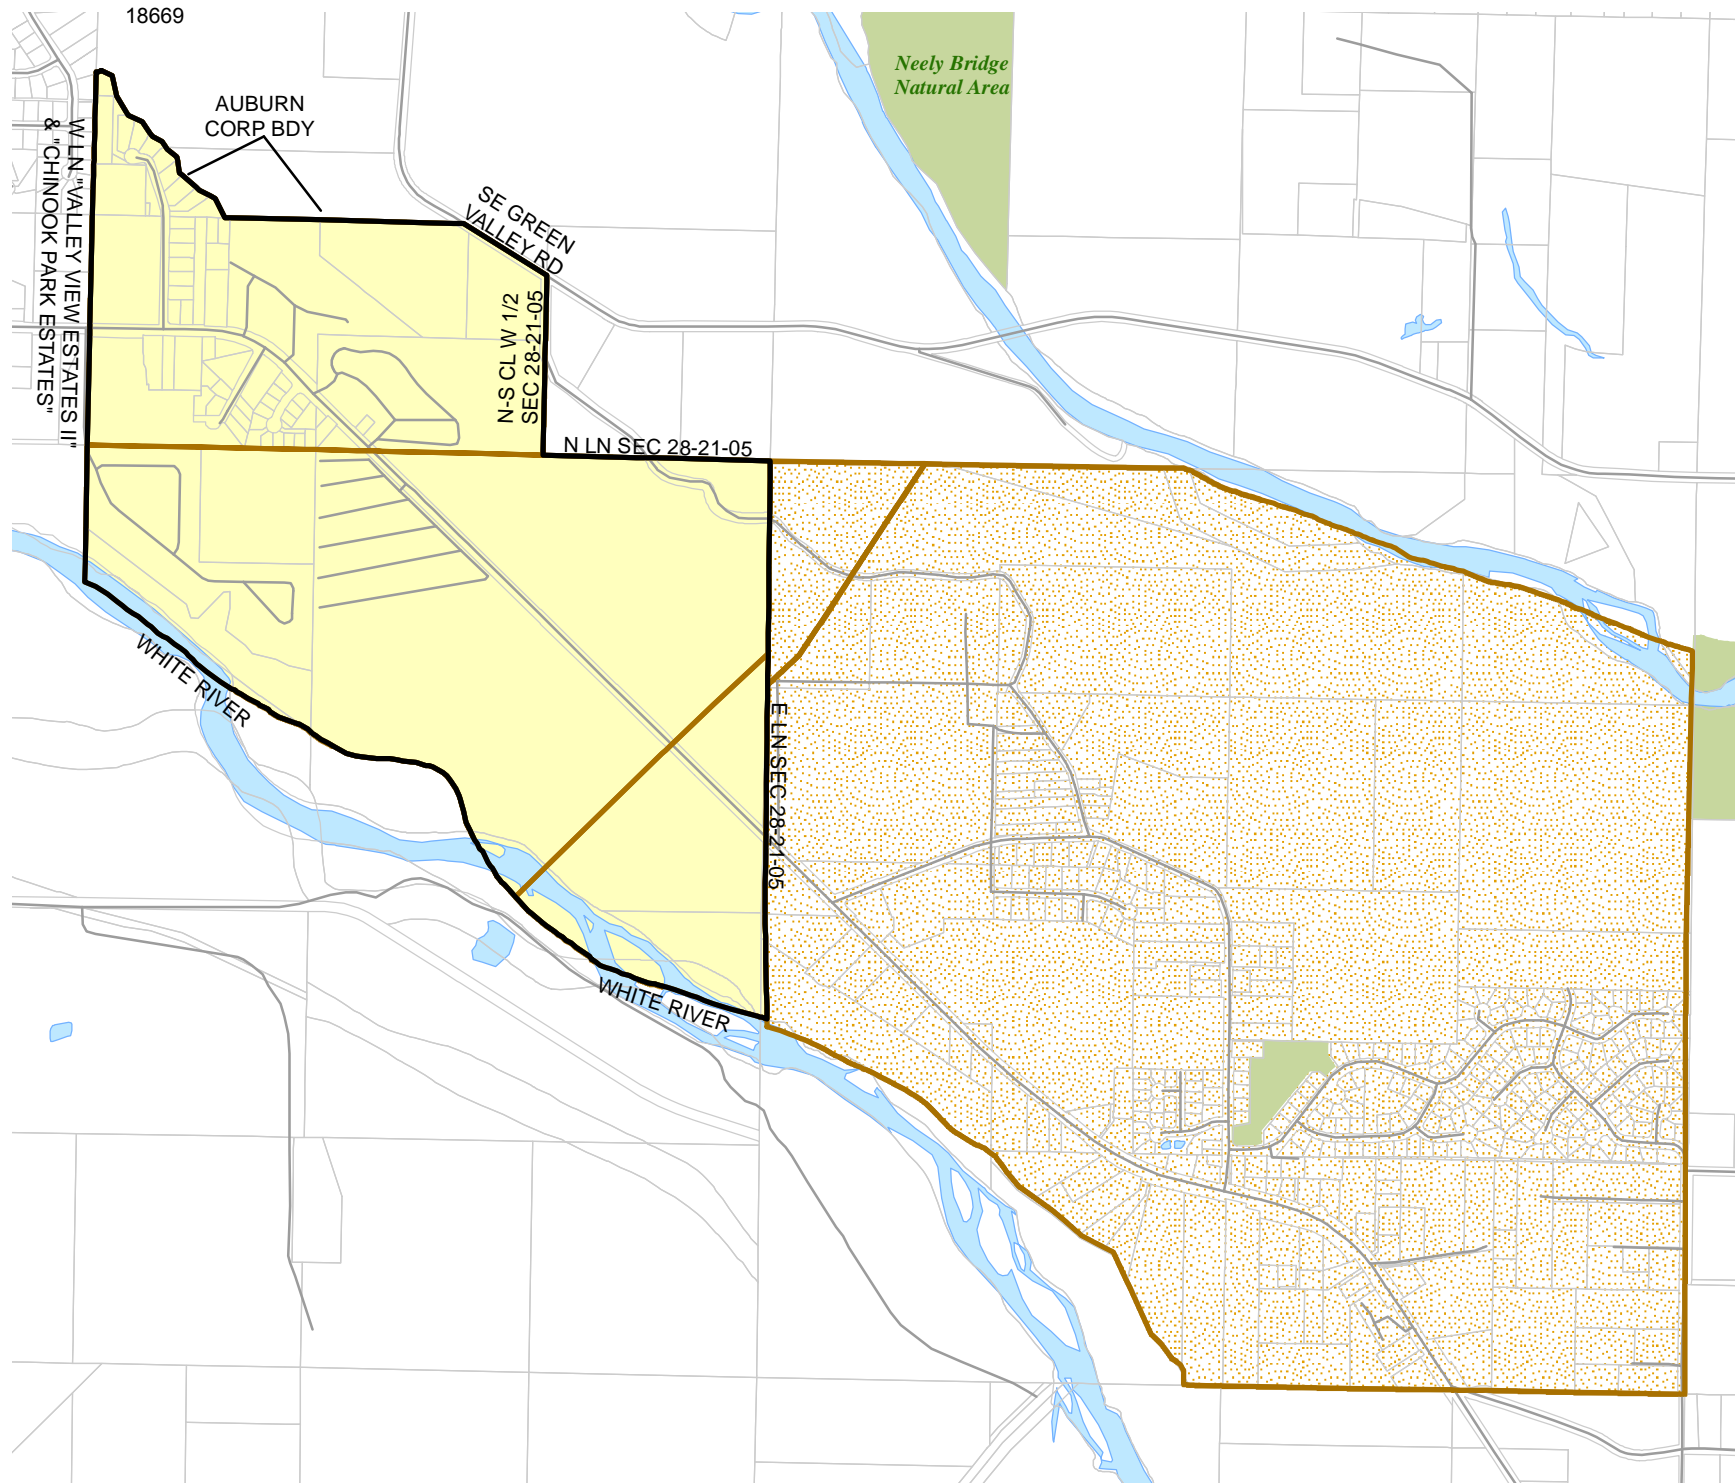 18669
Neely Bridge
Natural Area
AUBURN
CORP BDY
W LN "VALLEY VIEW ESTATES II"
& "CHINOOK PARK ESTATES"
SE GREEN
VALLEY RD
N-S CL W 1/2
SEC 28-21-05
N LN SEC 28-21-05
WHITE RIVER
E LN SEC 28-21-05
WHITE RIVER